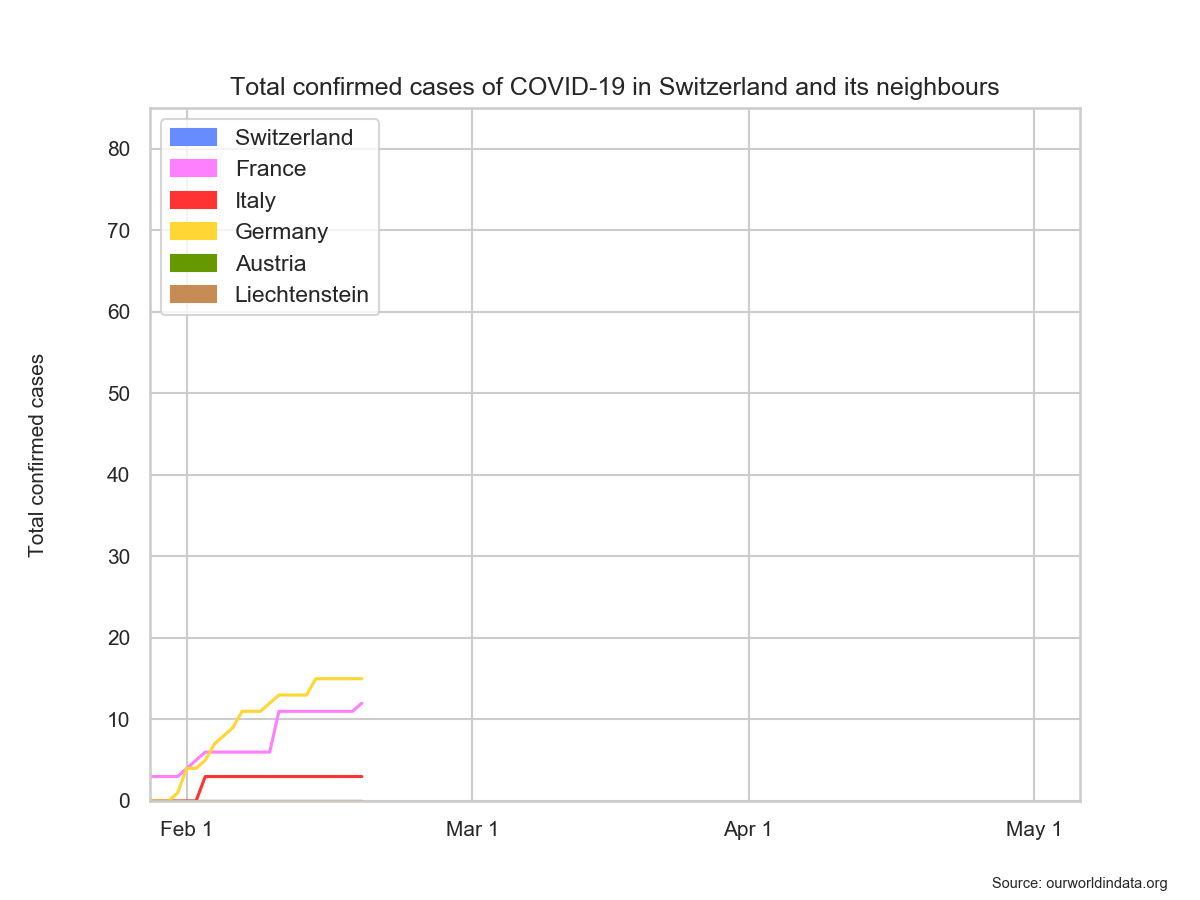 Total confirmed cases of COVID-19 in Switzerland and its neighbours
Switzerland
France
Italy
Germany
Austria
Liechtenstein
80
70
60
50
40
30
20
10
0
Total confirmed cases
Feb 1
Mar 1
Apr 1
May 1
Source: ourworldindata.org